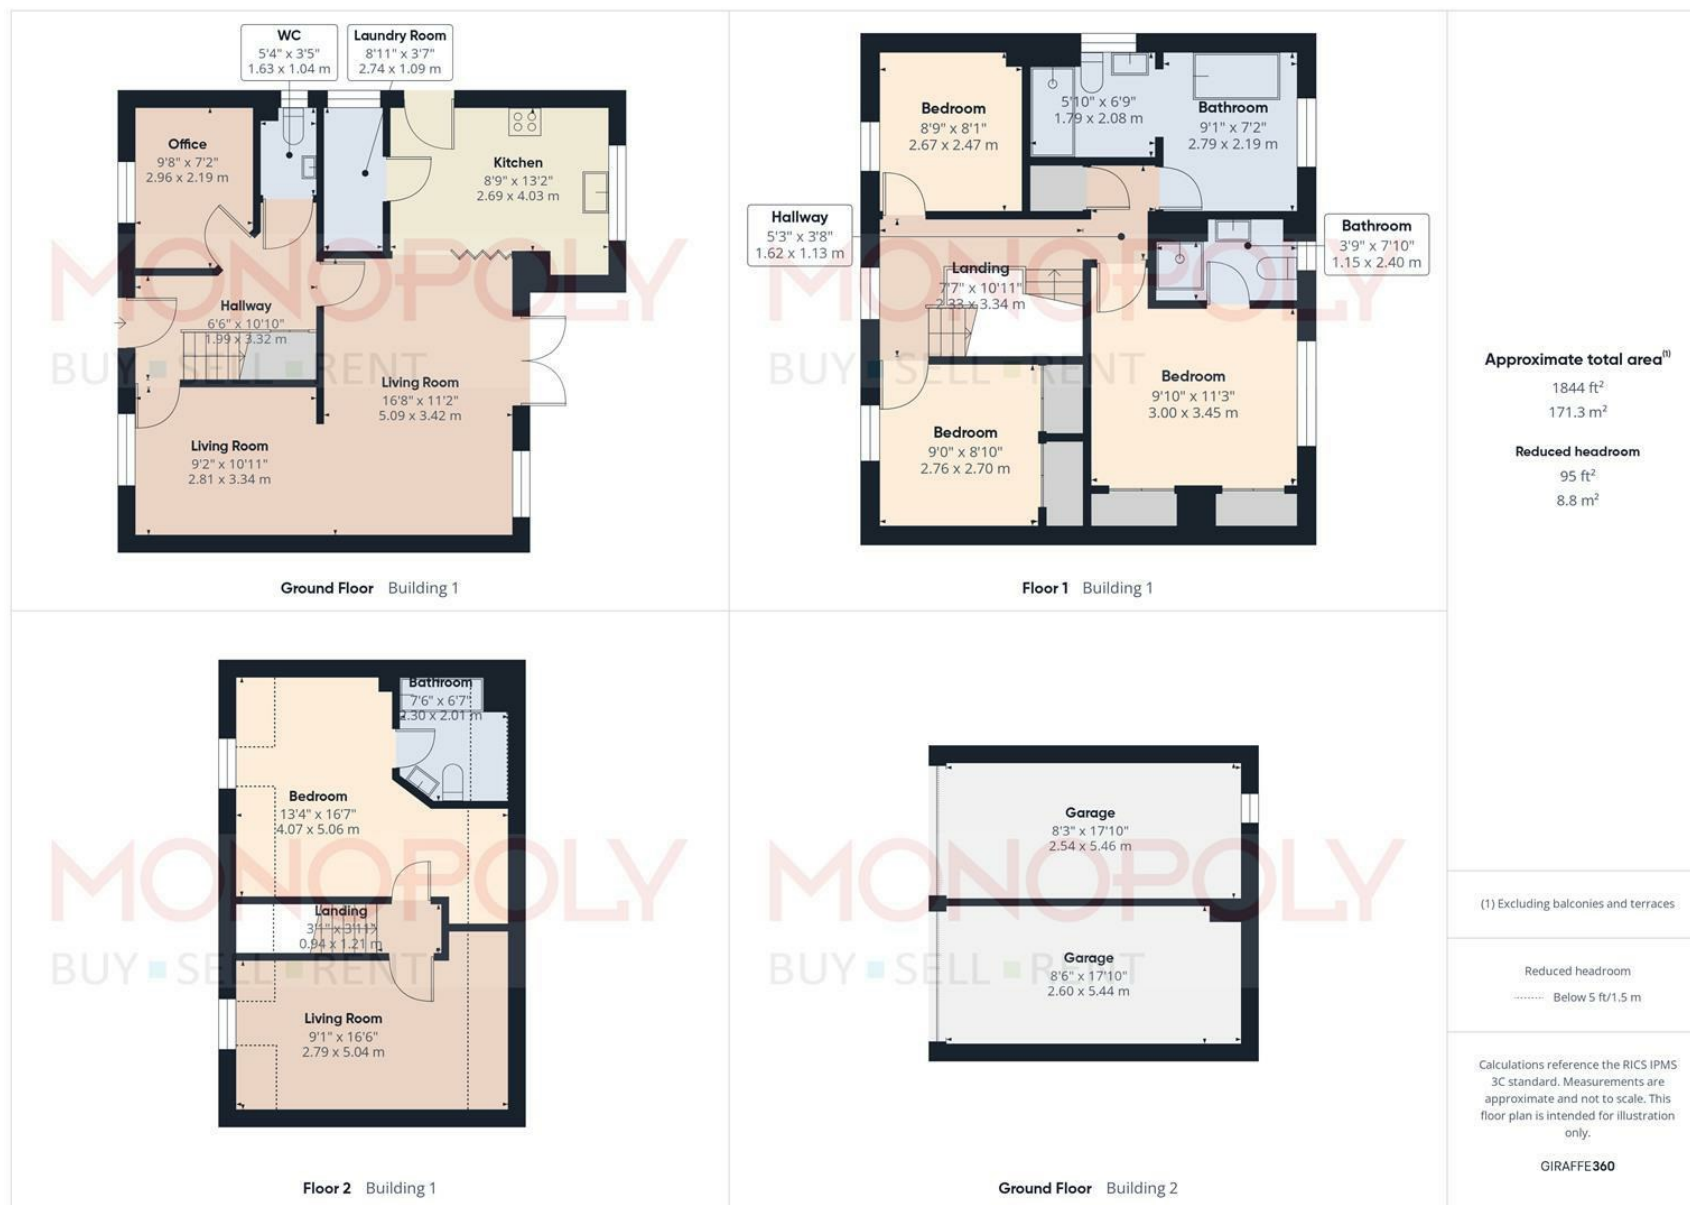 WC
5'4" x 3'5"
1.63 x 1.04 m
Laundry Room
8'11" x 3'7"
2.74 x 1.09 m
Office
9'8" x 7'2"
2.96 x 2.19 m
Kitchen
8'9" x 13'2"
2.69 x 4.03 m
Hallway
6'6" x 10'10"
1.99 x 3.32 m
Living Room
16'8" x 11'2"
5.09 x 3.42 m
Living Room
9'2" x 10'11"
2.81 x 3.34 m
MONOPOLY
BUY SELL RENT
Ground Floor Building 1
Bedroom
8'9" x 8'1"
2.67 x 2.47 m
5'10" x 6'9"
1.79 x 2.08 m
Bathroom
9'1" x 7'2"
2.79 x 2.19 m
Hallway
5'3" x 3'8"
1.62 x 1.13 m
Bathroom
3'9" x 7'10"
1.15 x 2.40 m
Landing
7'7" x 10'11"
2.33 x 3.34 m
Bedroom
9'10" x 11'3"
3.00 x 3.45 m
Bedroom
9'0" x 8'10"
2.76 x 2.70 m
MONOPOLY
BUY SELL RENT
Floor 1 Building 1
Bathroom
7'6" x 6'7"
2.30 x 2.01 m
Bedroom
13'4" x 16'7"
4.07 x 5.06 m
Landing
3'1" x 3'11"
0.94 x 1.21 m
Living Room
9'1" x 16'6"
2.79 x 5.04 m
MONOPOLY
BUY SELL RENT
Floor 2 Building 1
Garage
8'3" x 17'10"
2.54 x 5.46 m
Garage
8'6" x 17'10"
2.60 x 5.44 m
MONOPOLY
BUY SELL RENT
Ground Floor Building 2
Approximate total area(1)
1844 ft²
171.3 m²
Reduced headroom
95 ft²
8.8 m²
(1) Excluding balconies and terraces
Reduced headroom
Below 5 ft/1.5 m
Calculations reference the RICS IPMS
3C standard. Measurements are
approximate and not to scale. This
floor plan is intended for illustration
only.
GIRAFFE360